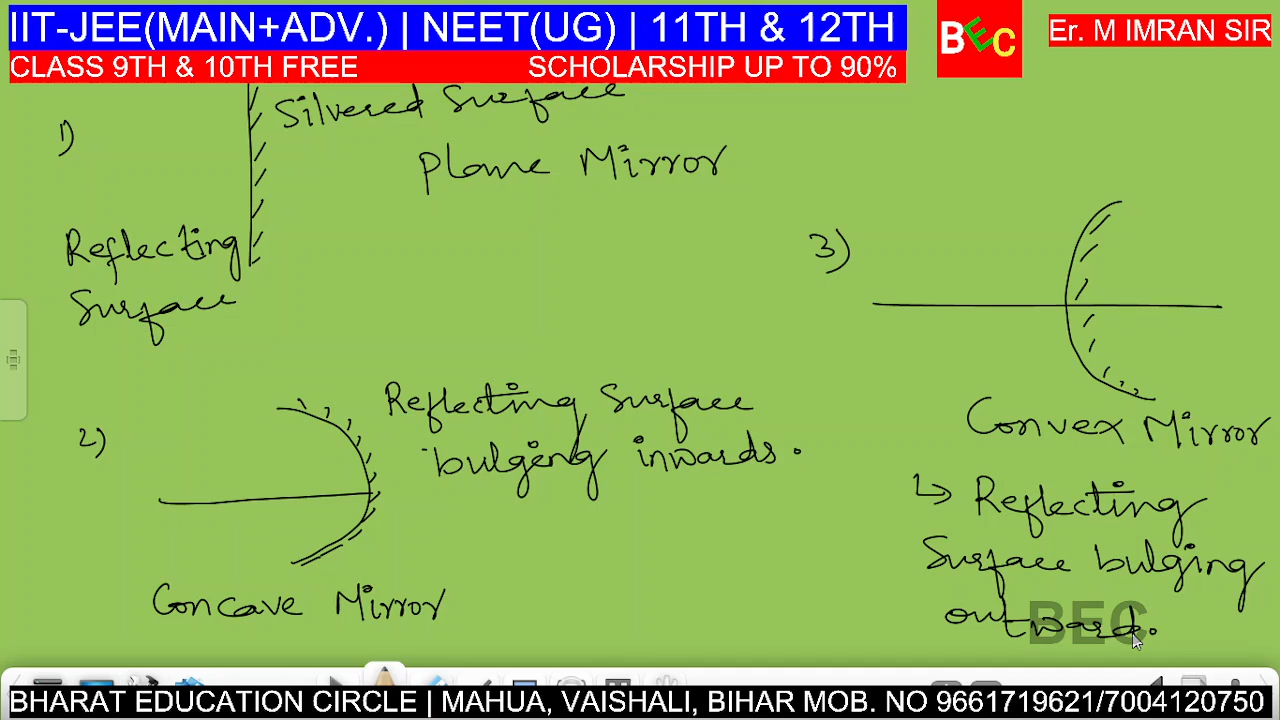 IIT-JEE(MAIN+ADV.) | NEET(UG) | 11TH & 12TH
CLASS 9TH & 10TH FREE SCHOLARSHIP UP TO 90%
BEC
Er. M IMRAN SIR
1)
Silvered Surface
Plane Mirror
Reflecting
Surface
2)
Reflecting Surface
bulging inwards.
Concave Mirror
3)
Convex Mirror
↳ Reflecting
Surface bulging
outward.
BEC
BHARAT EDUCATION CIRCLE | MAHUA, VAISHALI, BIHAR MOB. NO 9661719621/7004120750